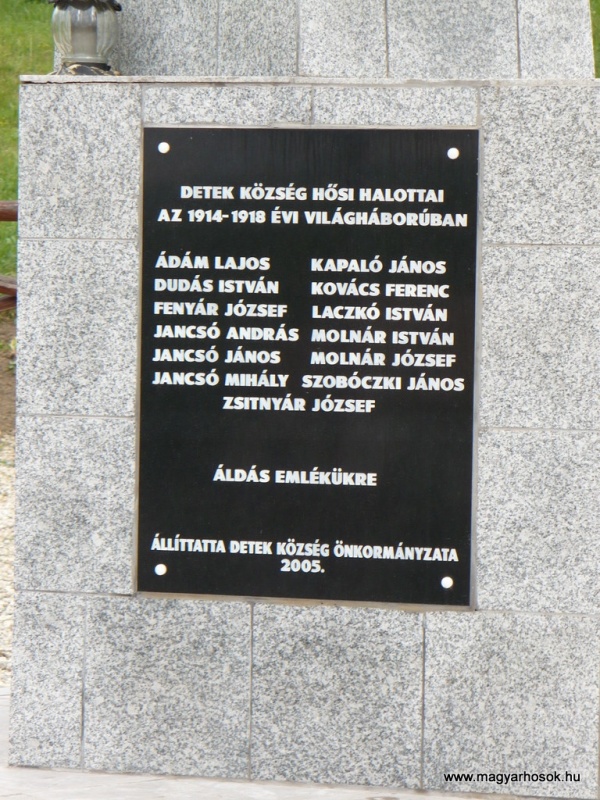 DETEK KÖZSÉG HŐSI HALOTTAI
AZ 1914-1918 ÉVI VILÁGHÁBORÚBAN
ÁDÁM LAJOS KAPALÓ JÁNOS
DUDÁS ISTVÁN KOVÁCS FERENC
FENYÁR JÓZSEF LACZKÓ ISTVÁN
JANCSÓ ANDRÁS MOLNÁR ISTVÁN
JANCSÓ JÁNOS MOLNÁR JÓZSEF
JANCSÓ MIHÁLY SZOBÓCZKI JÁNOS
ZSITNYÁR JÓZSEF
ÁLDÁS EMLÉKÜKRE
ÁLLÍTTATTA DETEK KÖZSÉG ÖNKORMÁNYZATA
2005.
www.magyarhosok.hu